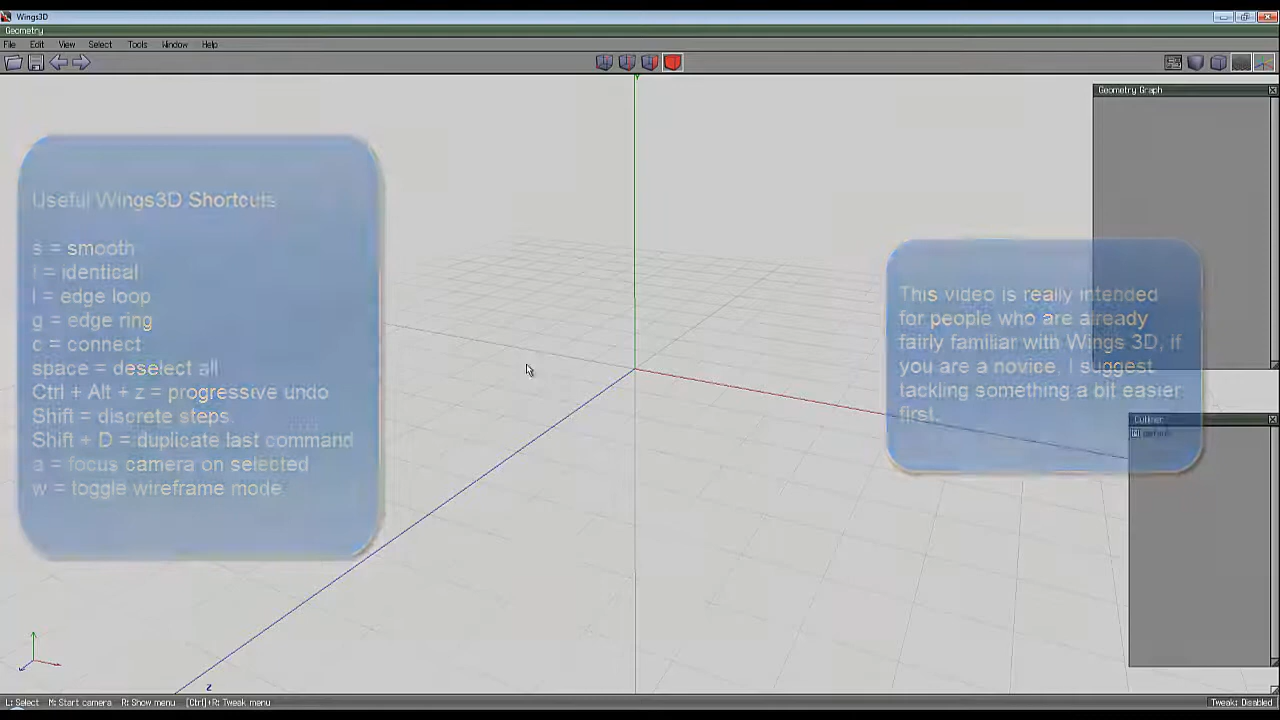 Wings3D
Geometry
File Edit View Select Tools Window Help
Geometry Graph
Useful Wings3D Shortcuts
s = smooth
i = identical
l = edge loop
g = edge ring
c = connect
space = deselect all
Ctrl + Alt + z = progressive undo
Shift = discrete steps.
Shift + D = duplicate last command
a = focus camera on selected
w = toggle wireframe mode
This video is really intended
for people who are already
fairly familiar with Wings 3D, if
you are a novice, I suggest
tackling something a bit easier
first.
Outliner
default
Y
Z
L: Select M: Start camera R: Show menu [Ctrl]+R: Tweak menu
Tweak: Disabled